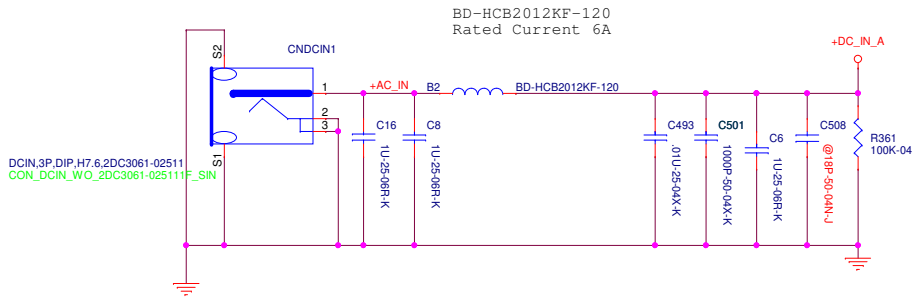 BD-HCB2012KF-120
Rated Current 6A
+DC_IN_A
S2
CNDCIN1
1
+AC_IN
B2
BD-HCB2012KF-120
2
3
C16
1U-25-06R-K
C8
1U-25-06R-K
C493
.01U-25-04X-K
C501
1000P-50-04X-K
C6
1U-25-06R-K
C508
@18P-50-04N-J
R361
100K-04
S1
DCIN,3P,DIP,H7.6,2DC3061-02511
CON_DCIN_WO_2DC3061-025111F_SIN